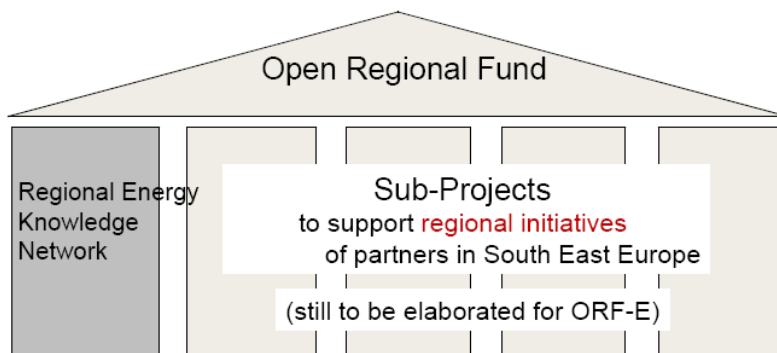 Open Regional Fund
Regional Energy
Knowledge
Network
Sub-Projects
to support regional initiatives
of partners in South East Europe
(still to be elaborated for ORF-E)